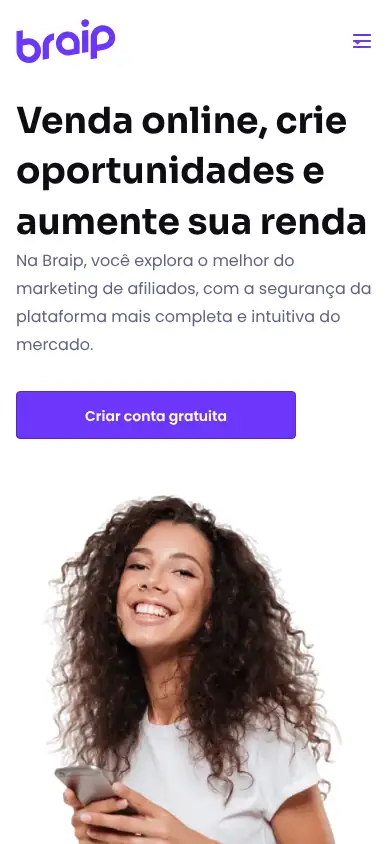 braip
Venda online, crie
oportunidades e
aumente sua renda
Na Braip, você explora o melhor do
marketing de afiliados, com a segurança da
plataforma mais completa e intuitiva do
mercado.
Criar conta gratuita